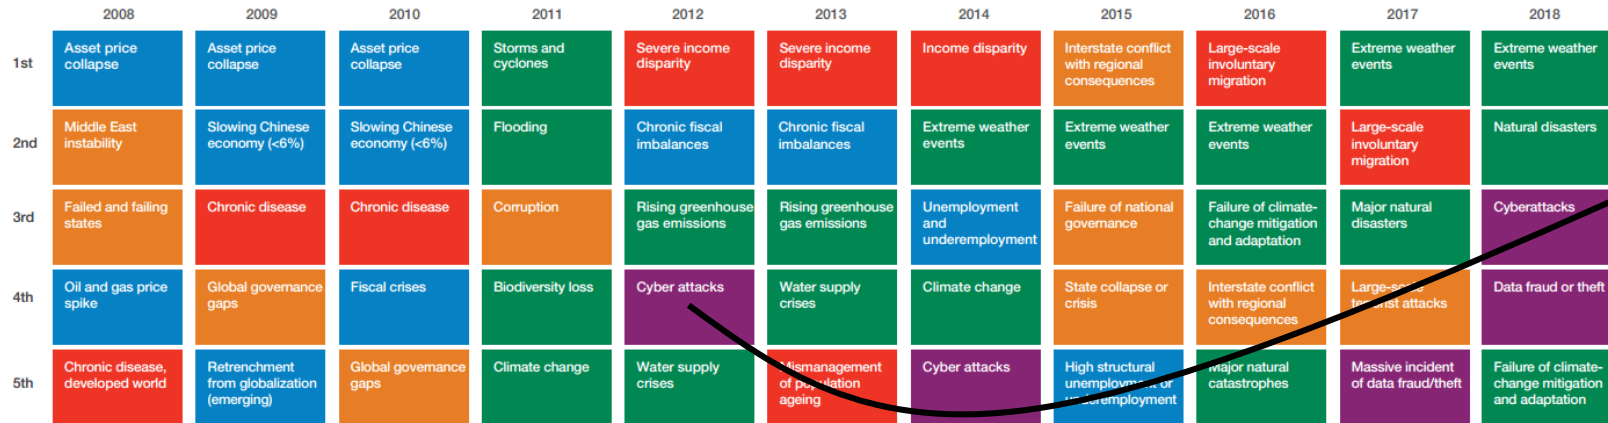 2008 2009 2010 2011 2012 2013 2014 2015 2016 2017 2018
1st
Asset price
collapse
Asset price
collapse
Asset price
collapse
Storms and
cyclones
Severe income
disparity
Severe income
disparity
Income disparity
Interstate conflict
with regional
consequences
Large-scale
involuntary
migration
Extreme weather
events
Extreme weather
events
2nd
Middle East
instability
Slowing Chinese
economy (<6%)
Slowing Chinese
economy (<6%)
Flooding
Chronic fiscal
imbalances
Chronic fiscal
imbalances
Extreme weather
events
Extreme weather
events
Extreme weather
events
Large-scale
involuntary
migration
Natural disasters
3rd
Failed and failing
states
Chronic disease
Chronic disease
Corruption
Rising greenhouse
gas emissions
Rising greenhouse
gas emissions
Unemployment
and
underemployment
Failure of national
governance
Failure of climate-
change mitigation
and adaptation
Major natural
disasters
Cyberattacks
4th
Oil and gas price
spike
Global governance
gaps
Fiscal crises
Biodiversity loss
Cyber attacks
Water supply
crises
Climate change
State collapse or
crisis
Interstate conflict
with regional
consequences
Large-scale
terrorist attacks
Data fraud or theft
5th
Chronic disease,
developed world
Retrenchment
from globalization
(emerging)
Global governance
gaps
Climate change
Water supply
crises
Mismanagement
of population
ageing
Cyber attacks
High structural
unemployment or
underemployment
Major natural
catastrophes
Massive incident
of data fraud/theft
Failure of climate-
change mitigation
and adaptation